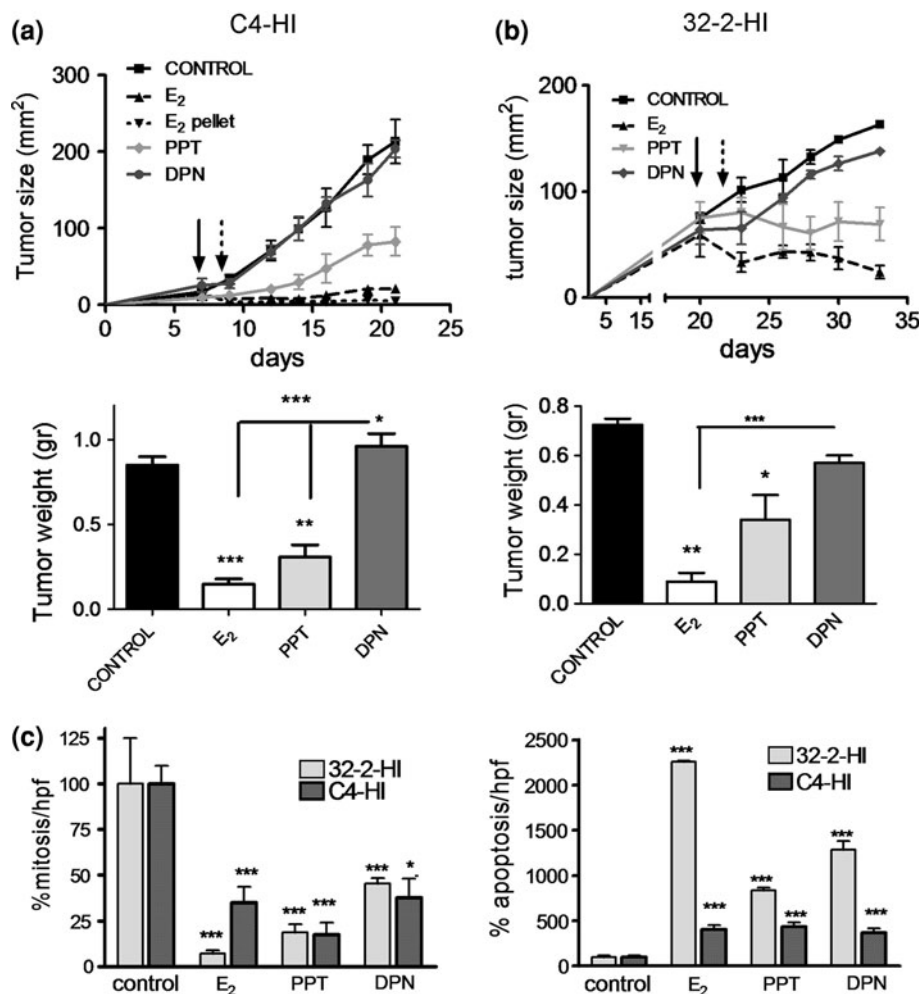 (a) C4-HI
CONTROL
E2
E2 pellet
PPT
DPN
Tumor size (mm²)
300
200
100
0
0 5 10 15 20 25
days
(b) 32-2-HI
CONTROL
E2
PPT
DPN
tumor size (mm²)
200
100
0
5 15 20 25 30 35
days
Tumor weight (gr)
1.0
0.5
0.0
***
*
***
**
CONTROL
E2
PPT
DPN
Tumor weight (gr)
0.8
0.6
0.4
0.2
0.0
***
*
**
CONTROL
E2
PPT
DPN
(c)
%mitosis/hpf
125
100
75
50
25
0
32-2-HI
C4-HI
*** *** *** *** *** *
control E2 PPT DPN
% apoptosis/hpf
2500
2000
1500
1000
500
0
32-2-HI
C4-HI
*** *** *** *** *** ***
control E2 PPT DPN